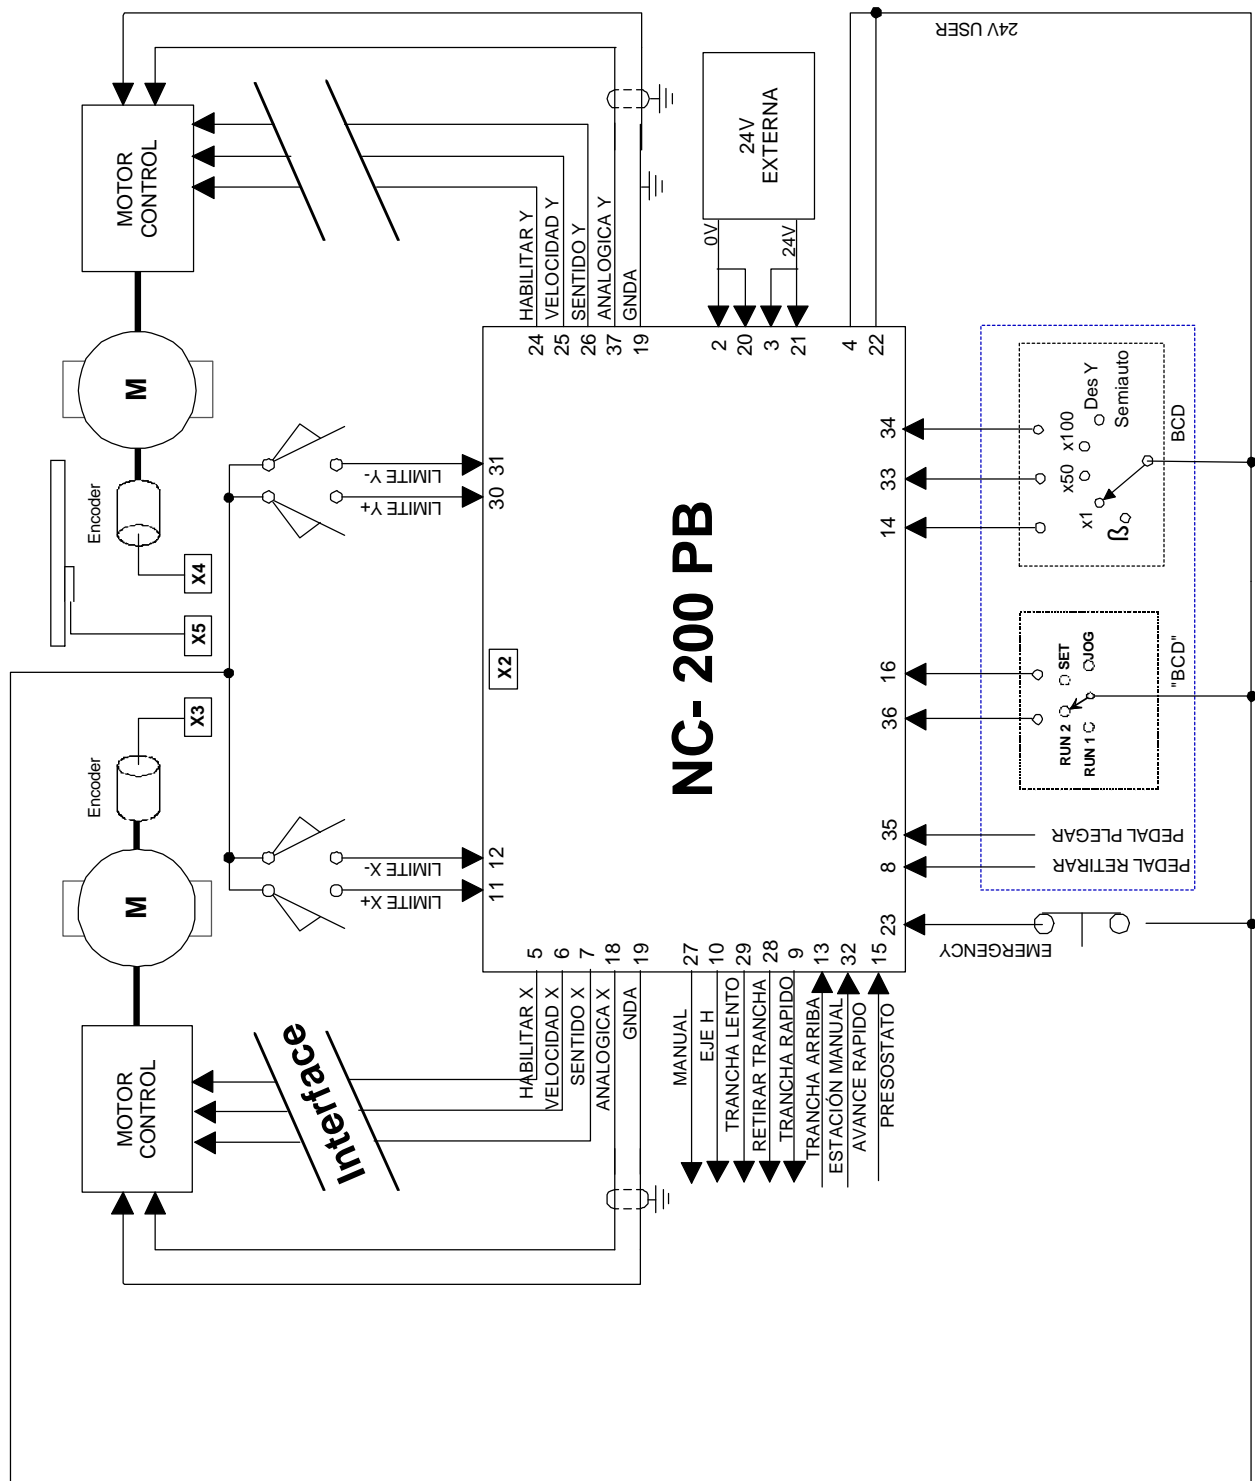 24V USER
MOTOR
CONTROL
24V
EXTERNA
0V
24V
HABILITAR Y
VELOCIDAD Y
SENTIDO Y
ANALOGICA Y
GNDA
24
25
26
37
19
2
20
3
21
4
22
M
Encoder
X4
X5
LIMITE Y-
LIMITE Y+
31
30
34
33
14
x1
x50
x100
Des Y
Semiauto
ß
BCD
X2
NC- 200 PB
X3
Encoder
M
16
36
RUN 2
SET
RUN 1
JOG
"BCD"
LIMITE X-
LIMITE X+
12
11
35
8
23
PEDAL PLEGAR
PEDAL RETIRAR
EMERGENCY
MOTOR
CONTROL
Interface
5
6
7
18
19
HABILITAR X
VELOCIDAD X
SENTIDO X
ANALOGICA X
GNDA
27
10
29
28
9
13
32
15
MANUAL
EJE H
TRANCHA LENTO
RETIRAR TRANCHA
TRANCHA RAPIDO
TRANCHA ARRIBA
ESTACIÓN MANUAL
AVANCE RAPIDO
PRESOSTATO